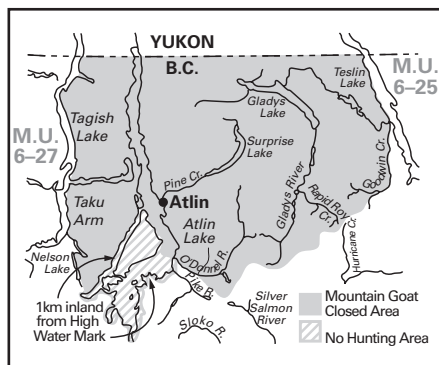 YUKON
B.C.
M.U.
6–25
M.U.
6–27
Teslin
Lake
Gladys
Lake
Tagish
Lake
Surprise
Lake
Pine Cr.
Goodwin Cr.
Gladys River
Rapid Roy
Cr.
Hurricane Cr.
Atlin
Taku
Arm
Atlin
Lake
O'Donnel R.
Pike R.
Nelson
Lake
1km inland
from High
Water Mark
Sloko R.
Silver
Salmon
River
Mountain Goat
Closed Area
No Hunting Area